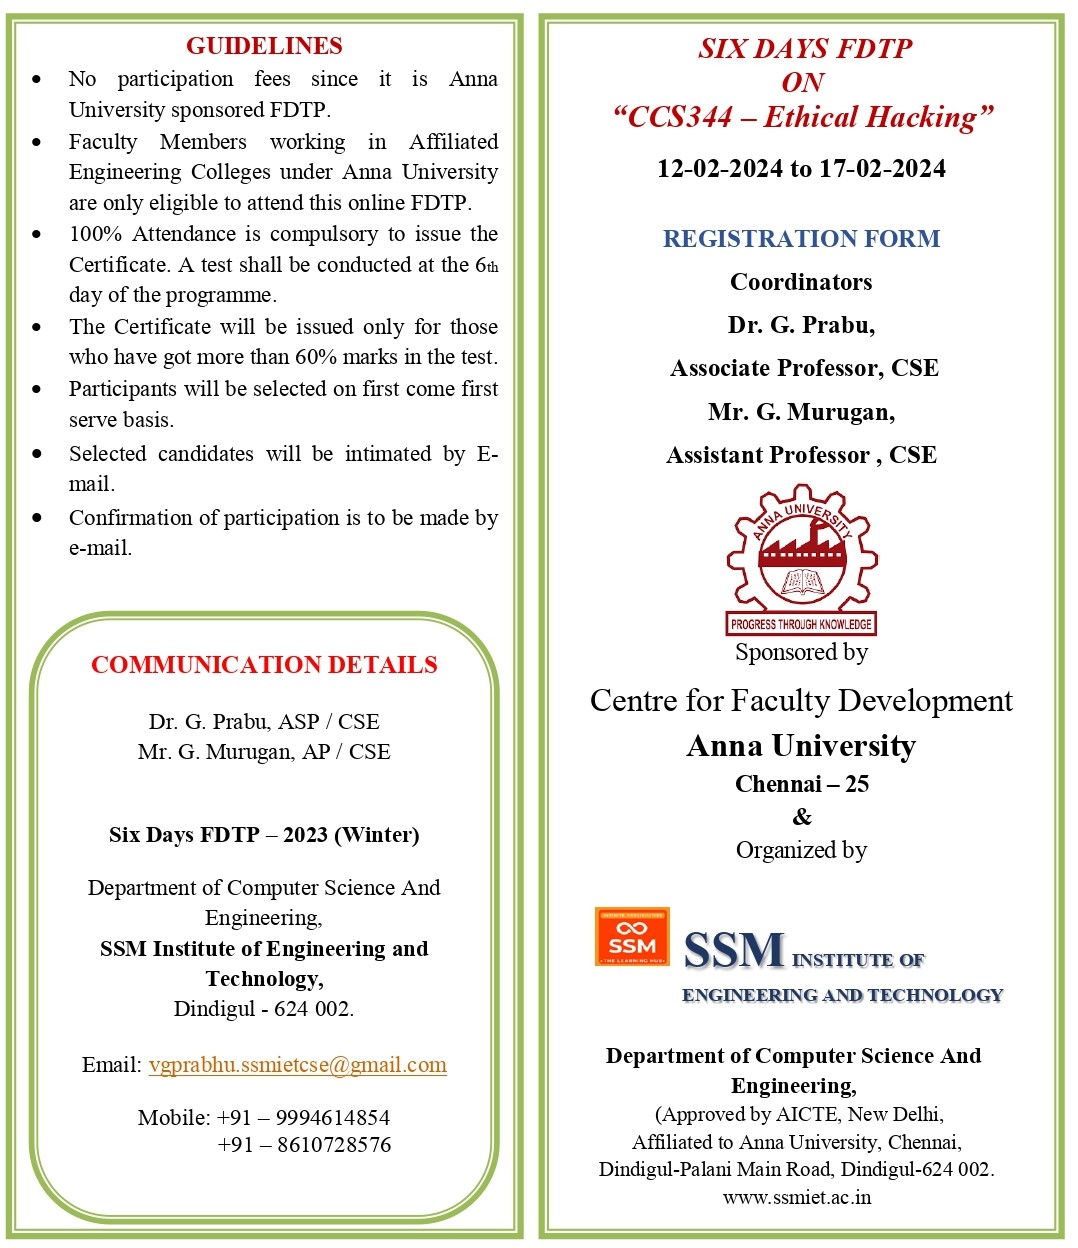 GUIDELINES
• No participation fees since it is Anna
University sponsored FDTP.
• Faculty Members working in Affiliated
Engineering Colleges under Anna University
are only eligible to attend this online FDTP.
• 100% Attendance is compulsory to issue the
Certificate. A test shall be conducted at the 6th
day of the programme.
• The Certificate will be issued only for those
who have got more than 60% marks in the test.
• Participants will be selected on first come first
serve basis.
• Selected candidates will be intimated by E-
mail.
• Confirmation of participation is to be made by
e-mail.
COMMUNICATION DETAILS
Dr. G. Prabu, ASP / CSE
Mr. G. Murugan, AP / CSE
Six Days FDTP – 2023 (Winter)
Department of Computer Science And
Engineering,
SSM Institute of Engineering and
Technology,
Dindigul - 624 002.
Email: vgprabhu.ssmietcse@gmail.com
Mobile: +91 – 9994614854
+91 – 8610728576
SIX DAYS FDTP
ON
“CCS344 – Ethical Hacking”
12-02-2024 to 17-02-2024
REGISTRATION FORM
Coordinators
Dr. G. Prabu,
Associate Professor, CSE
Mr. G. Murugan,
Assistant Professor , CSE
ANNA UNIVERSITY
PROGRESS THROUGH KNOWLEDGE
Sponsored by
Centre for Faculty Development
Anna University
Chennai – 25
&
Organized by
SSM
THE LEARNING HUB
SSM INSTITUTE OF
ENGINEERING AND TECHNOLOGY
Department of Computer Science And
Engineering,
(Approved by AICTE, New Delhi,
Affiliated to Anna University, Chennai,
Dindigul-Palani Main Road, Dindigul-624 002.
www.ssmiet.ac.in